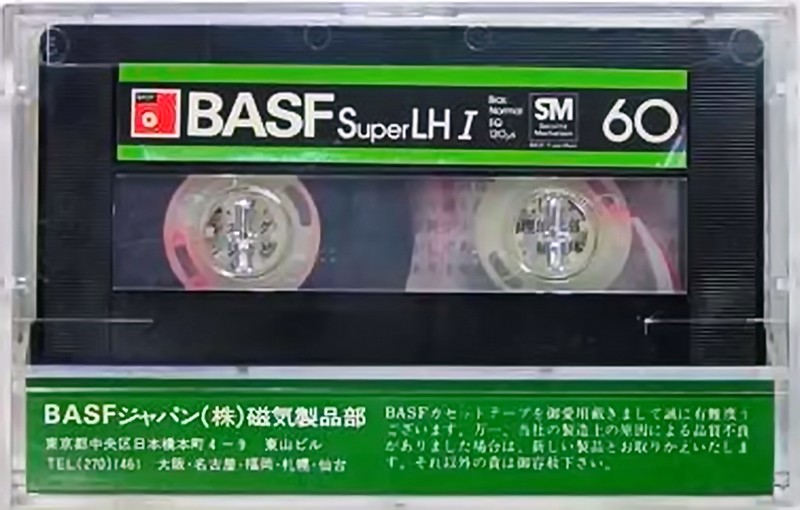 BASF Super LH I
Bias
Normal
EQ
120μs
SM
Security
Mechanism
60
BASFジャパン(株)磁気製品部
東京都中央区日本橋本町4-9 東山ビル
TEL(270)1461 大阪・名古屋・福岡・札幌・仙台
BASFカセットテープを御愛用戴きまして誠に有難度う
ございます。万一、当社の製造上の原因による品質不良
がありました場合は、新しい製品とお取りかえいたしま
す。それ以外の責は御容赦下さい。